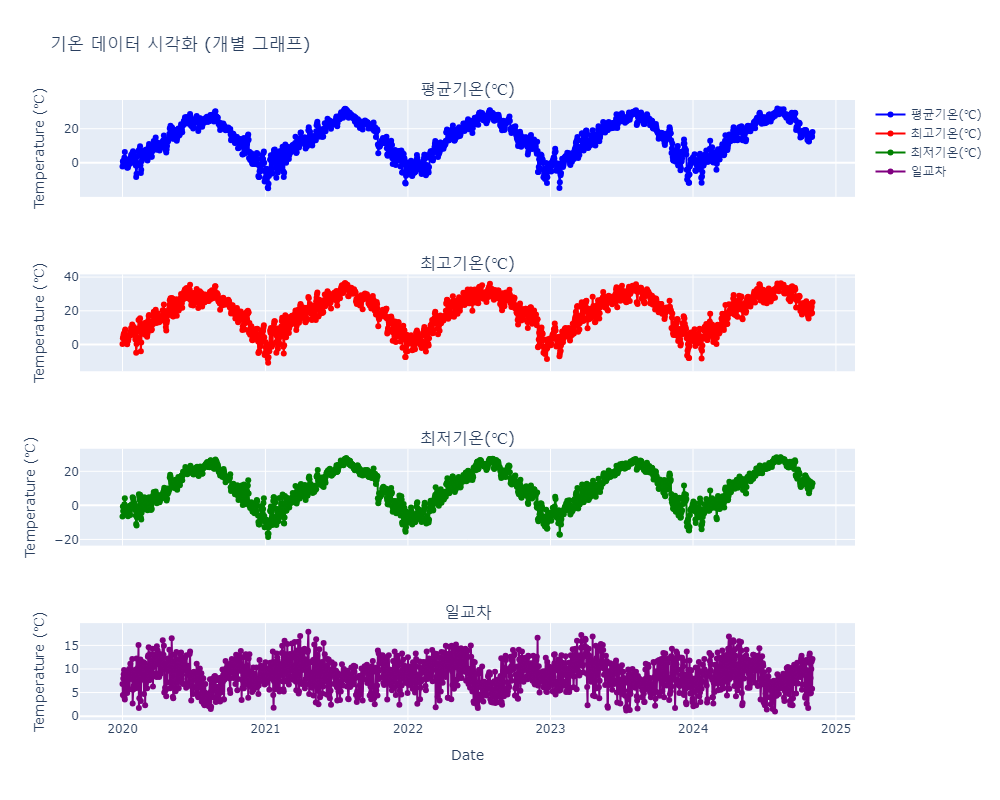 기온 데이터 시각화 (개별 그래프)
평균기온(℃)
Temperature (℃)
20
0
평균기온(℃)
최고기온(℃)
최저기온(℃)
일교차
최고기온(℃)
Temperature (℃)
40
20
0
최저기온(℃)
Temperature (℃)
20
0
−20
일교차
Temperature (℃)
15
10
5
0
2020 2021 2022 2023 2024 2025
Date